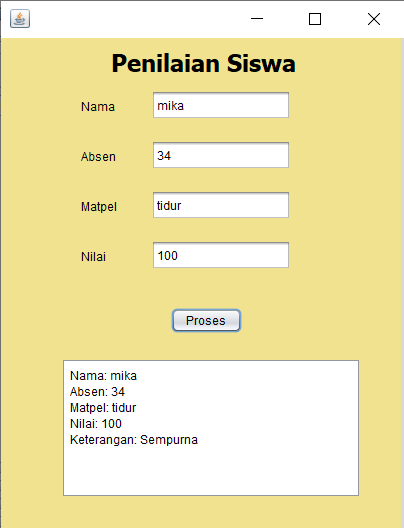 Penilaian Siswa
Nama mika
Absen 34
Matpel tidur
Nilai 100
Proses
Nama: mika
Absen: 34
Matpel: tidur
Nilai: 100
Keterangan: Sempurna